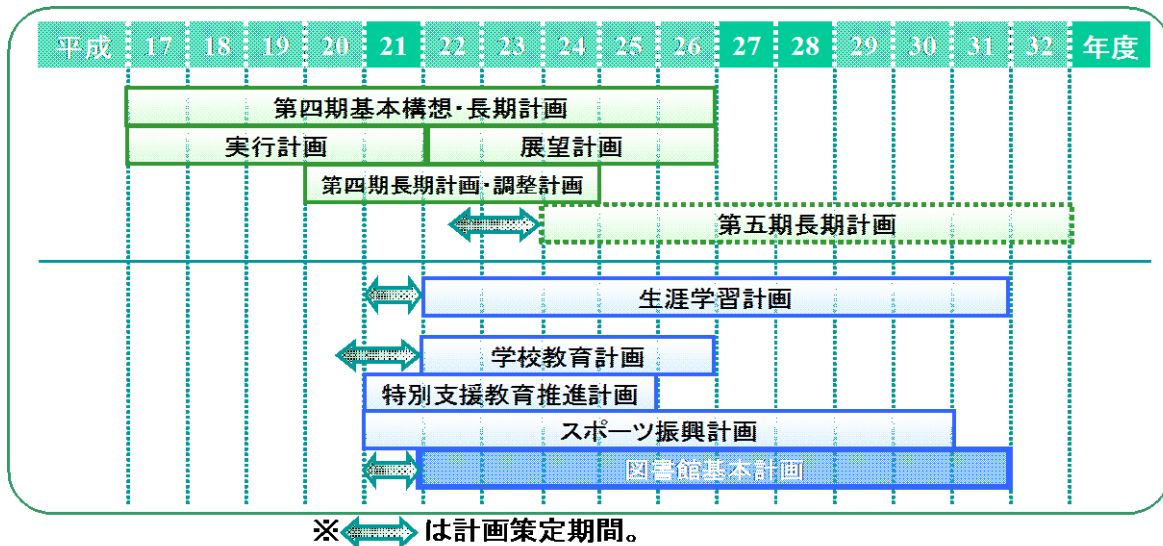 平成 17 18 19 20 21 22 23 24 25 26 27 28 29 30 31 32 年度
第四期基本構想・長期計画
実行計画 展望計画
第四期長期計画・調整計画
第五期長期計画
生涯学習計画
学校教育計画
特別支援教育推進計画
スポーツ振興計画
図書館基本計画
※ は計画策定期間。